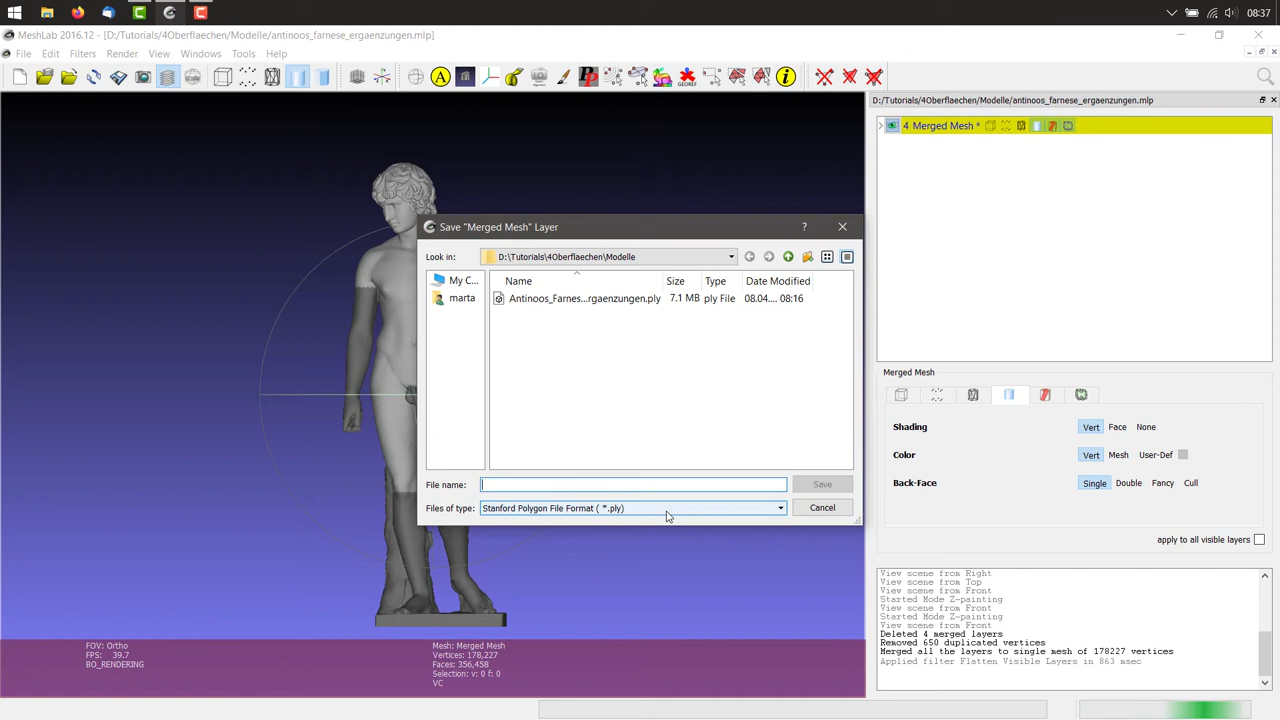 08:37
MeshLab 2016.12 - [D:/Tutorials/4Oberflaechen/Modelle/antinoos_farnese_ergaenzungen.mlp]
File Edit Filters Render View Windows Tools Help
A Pp GEOREF i
D:/Tutorials/4Oberflaechen/Modelle/antinoos_farnese_ergaenzungen.mlp
4 Merged Mesh *
Save "Merged Mesh" Layer ?
Look in: D:\Tutorials\4Oberflaechen\Modelle
My C...
marta
Name Size Type Date Modified
Antinoos_Farnes...rgaenzungen.ply 7.1 MB ply File 08.04.... 08:16
File name: Save
Files of type: Stanford Polygon File Format ( *.ply) Cancel
Merged Mesh
Shading Vert Face None
Color Vert Mesh User-Def
Back-Face Single Double Fancy Cull
apply to all visible layers
View scene from Right
View scene from Top
View scene from Front
Started Mode Z-painting
View scene from Front
Started Mode Z-painting
View scene from Front
Deleted 4 merged layers
Removed 650 duplicated vertices
Merged all the layers to single mesh of 178227 vertices
Applied filter Flatten Visible Layers in 863 msec
FOV: Ortho
FPS: 39.7
BO_RENDERING
Mesh: Merged Mesh
Vertices: 178,227
Faces: 356,458
Selection: v: 0 f: 0
VC